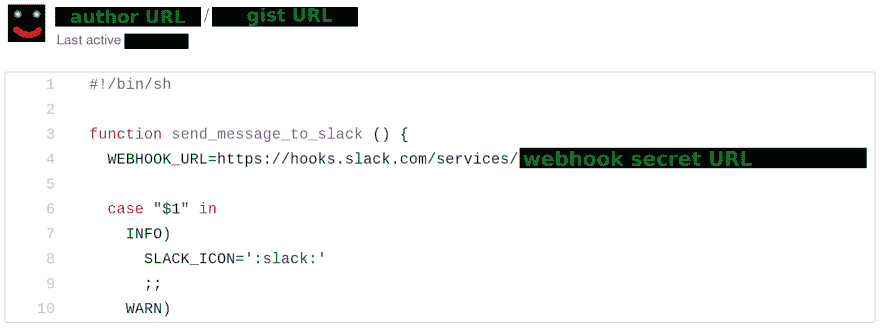 author URL / gist URL
Last active
1 #!/bin/sh
2
3 function send_message_to_slack () {
4 WEBHOOK_URL=https://hooks.slack.com/services/webhook secret URL
5
6 case "$1" in
7 INFO)
8 SLACK_ICON=':slack:'
9 ;;
10 WARN)